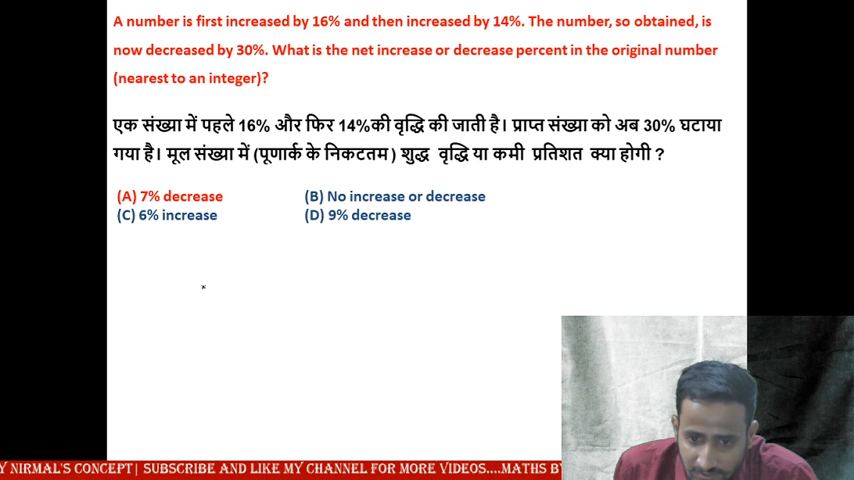 A number is first increased by 16% and then increased by 14%. The number, so obtained, is
now decreased by 30%. What is the net increase or decrease percent in the original number
(nearest to an integer)?
एक संख्या में पहले 16% और फिर 14%की वृद्धि की जाती है। प्राप्त संख्या को अब 30% घटाया
गया है। मूल संख्या में (पूणार्क के निकटतम ) शुद्ध वृद्धि या कमी प्रतिशत क्या होगी ?
(A) 7% decrease
(B) No increase or decrease
(C) 6% increase
(D) 9% decrease
Y NIRMAL'S CONCEPT| SUBSCRIBE AND LIKE MY CHANNEL FOR MORE VIDEOS....MATHS BY